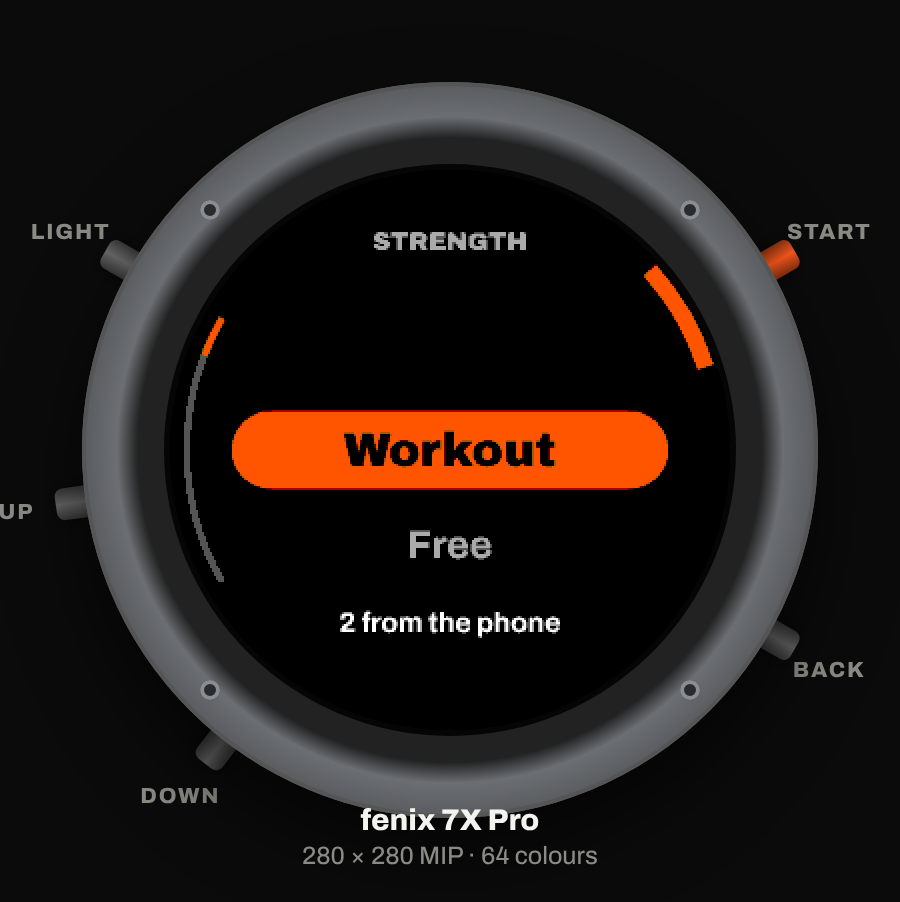 LIGHT
START
STRENGTH
Workout
UP
Free
2 from the phone
BACK
DOWN
fenix 7X Pro
280 × 280 MIP · 64 colours